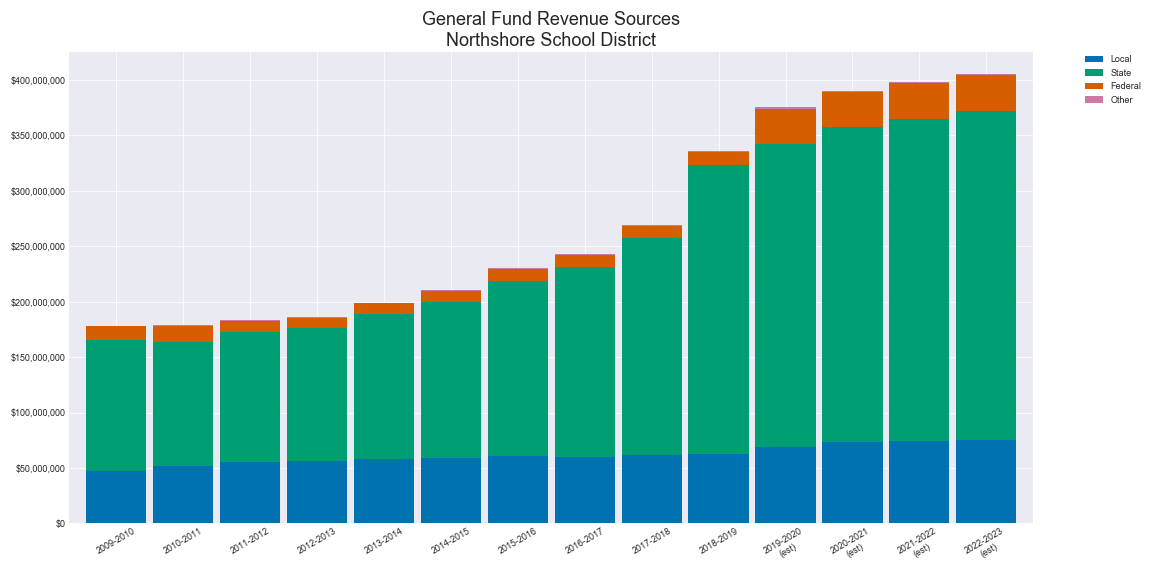 General Fund Revenue Sources
Northshore School District
Local
State
Federal
Other
$400,000,000
$350,000,000
$300,000,000
$250,000,000
$200,000,000
$150,000,000
$100,000,000
$50,000,000
$0
2009-2010
2010-2011
2011-2012
2012-2013
2013-2014
2014-2015
2015-2016
2016-2017
2017-2018
2018-2019
2019-2020
(est)
2020-2021
(est)
2021-2022
(est)
2022-2023
(est)